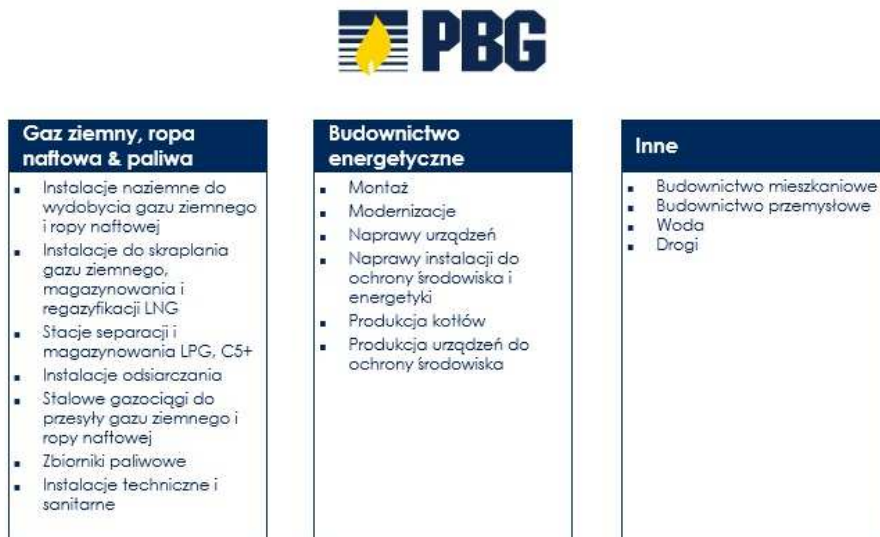 PBG
Gaz ziemny, ropa
naftowa & paliwa
▪ Instalacje naziemne do
wydobycia gazu ziemnego
i ropy naftowej
▪ Instalacje do skraplania
gazu ziemnego,
magazynowania i
regazyfikacji LNG
▪ Stacje separacji i
magazynowania LPG, C5+
▪ Instalacje odsiarczania
▪ Stalowe gazociągi do
przesyły gazu ziemnego i
ropy naftowej
▪ Zbiorniki paliwowe
▪ Instalacje techniczne i
sanitarne
Budownictwo
energetyczne
▪ Montaż
▪ Modernizacje
▪ Naprawy urządzeń
▪ Naprawy instalacji do
ochrony środowiska i
energetyki
▪ Produkcja kotłów
▪ Produkcja urządzeń do
ochrony środowiska
Inne
▪ Budownictwo mieszkaniowe
▪ Budownictwo przemysłowe
▪ Woda
▪ Drogi